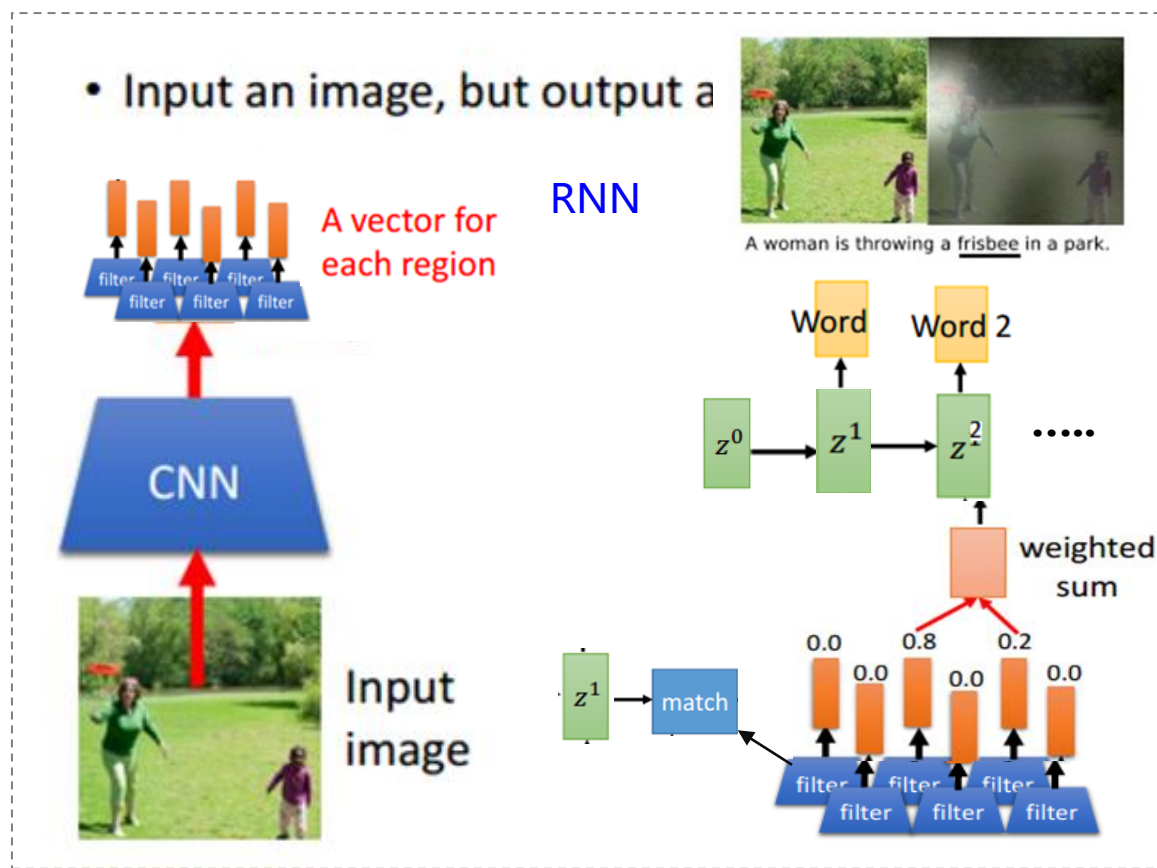 • Input an image, but output a
RNN
A vector for
each region
filter filter filter
filter filter filter
CNN
Input
image
A woman is throwing a frisbee in a park.
Word
Word 2
z⁰
z¹
z²
.....
weighted
sum
0.0 0.8 0.2
0.0 0.0 0.0
z¹
match
filter filter filter
filter filter filter